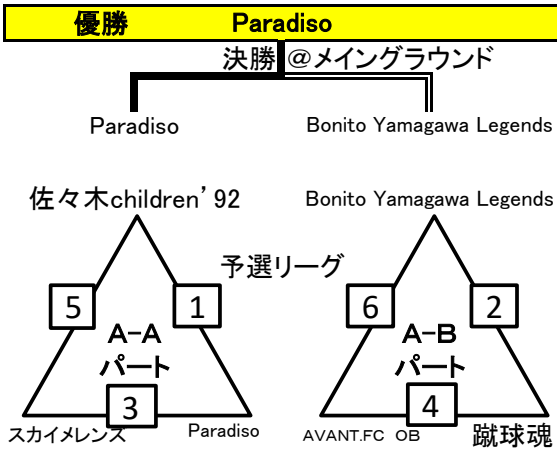 優勝 Paradiso
決勝 @メイングラウンド
Paradiso Bonito Yamagawa Legends
佐々木children’92 Bonito Yamagawa Legends
予選リーグ
5 1 6 2
A-A A-B
パート パート
3 4
スカイメレンズ Paradiso AVANT.FC OB 蹴球魂